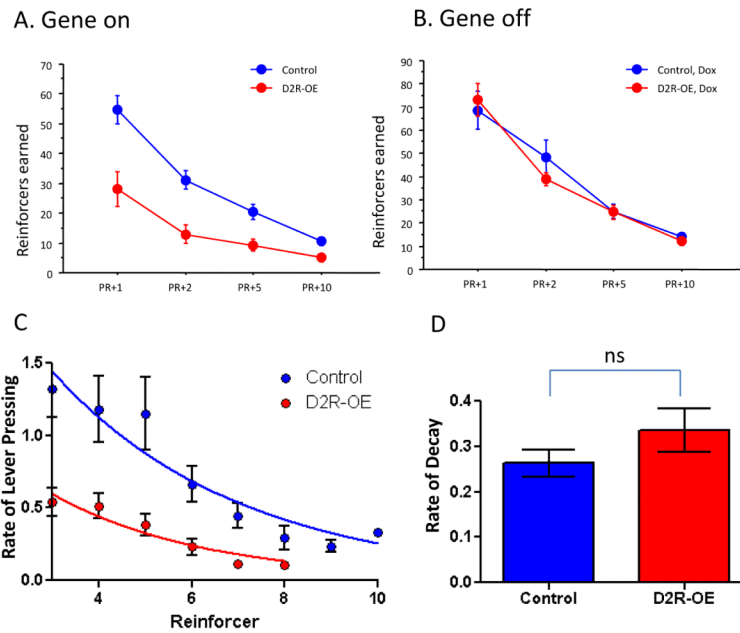 A. Gene on
70
60
50
40
30
20
10
0
Reinforcers earned
Control
D2R-OE
PR+1 PR+2 PR+5 PR+10
B. Gene off
90
80
70
60
50
40
30
20
10
0
Reinforcers earned
Control, Dox
D2R-OE, Dox
PR+1 PR+2 PR+5 PR+10
C
1.5
1.0
0.5
0.0
Rate of Lever Pressing
Control
D2R-OE
4 6 8 10
Reinforcer
D
ns
0.4
0.3
0.2
0.1
0.0
Rate of Decay
Control D2R-OE